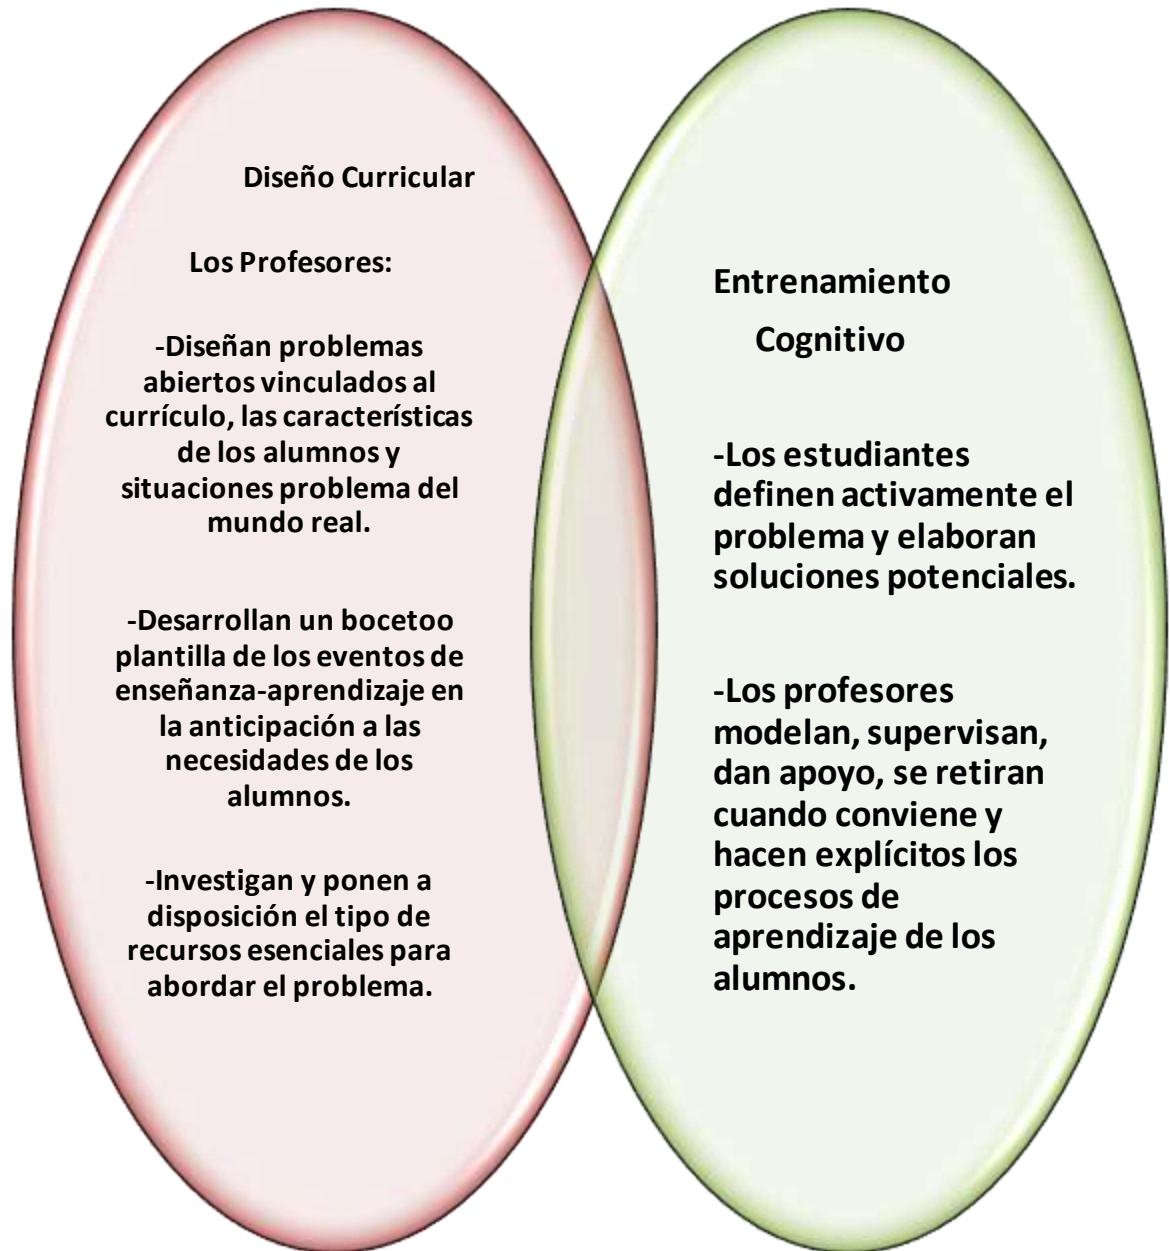 Diseño Curricular
Los Profesores:
-Diseñan problemas
abiertos vinculados al
currículo, las características
de los alumnos y
situaciones problema del
mundo real.
-Desarrollan un bocetoo
plantilla de los eventos de
enseñanza-aprendizaje en
la anticipación a las
necesidades de los
alumnos.
-Investigan y ponen a
disposición el tipo de
recursos esenciales para
abordar el problema.
Entrenamiento
Cognitivo
-Los estudiantes
definen activamente el
problema y elaboran
soluciones potenciales.
-Los profesores
modelan, supervisan,
dan apoyo, se retiran
cuando conviene y
hacen explícitos los
procesos de
aprendizaje de los
alumnos.